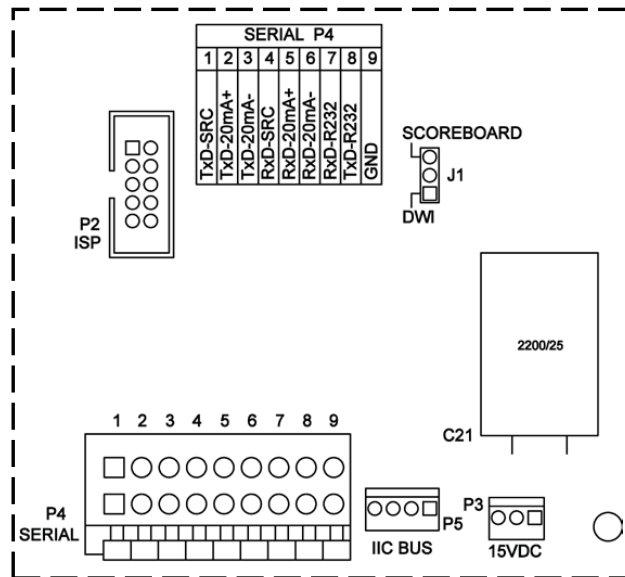 SERIAL P4
1 2 3 4 5 6 7 8 9
TxD-SRC
TxD-20mA+
TxD-20mA-
RxD-SRC
RxD-20mA+
RxD-20mA-
RxD-R232
TxD-R232
GND
SCOREBOARD
J1
DWI
P2
ISP
2200/25
C21
1 2 3 4 5 6 7 8 9
P4
SERIAL
P5
IIC BUS
P3
15VDC